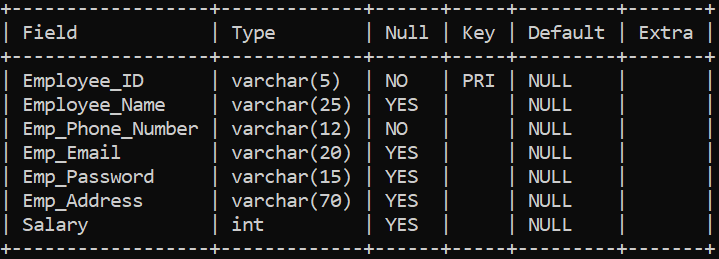 +-------------------+-------------+------+-----+---------+-------+
| Field             | Type        | Null | Key | Default | Extra |
+-------------------+-------------+------+-----+---------+-------+
| Employee_ID       | varchar(5)  | NO   | PRI | NULL    |       |
| Employee_Name     | varchar(25) | YES  |     | NULL    |       |
| Emp_Phone_Number  | varchar(12) | NO   |     | NULL    |       |
| Emp_Email         | varchar(20) | YES  |     | NULL    |       |
| Emp_Password      | varchar(15) | YES  |     | NULL    |       |
| Emp_Address       | varchar(70) | YES  |     | NULL    |       |
| Salary            | int         | YES  |     | NULL    |       |
+-------------------+-------------+------+-----+---------+-------+